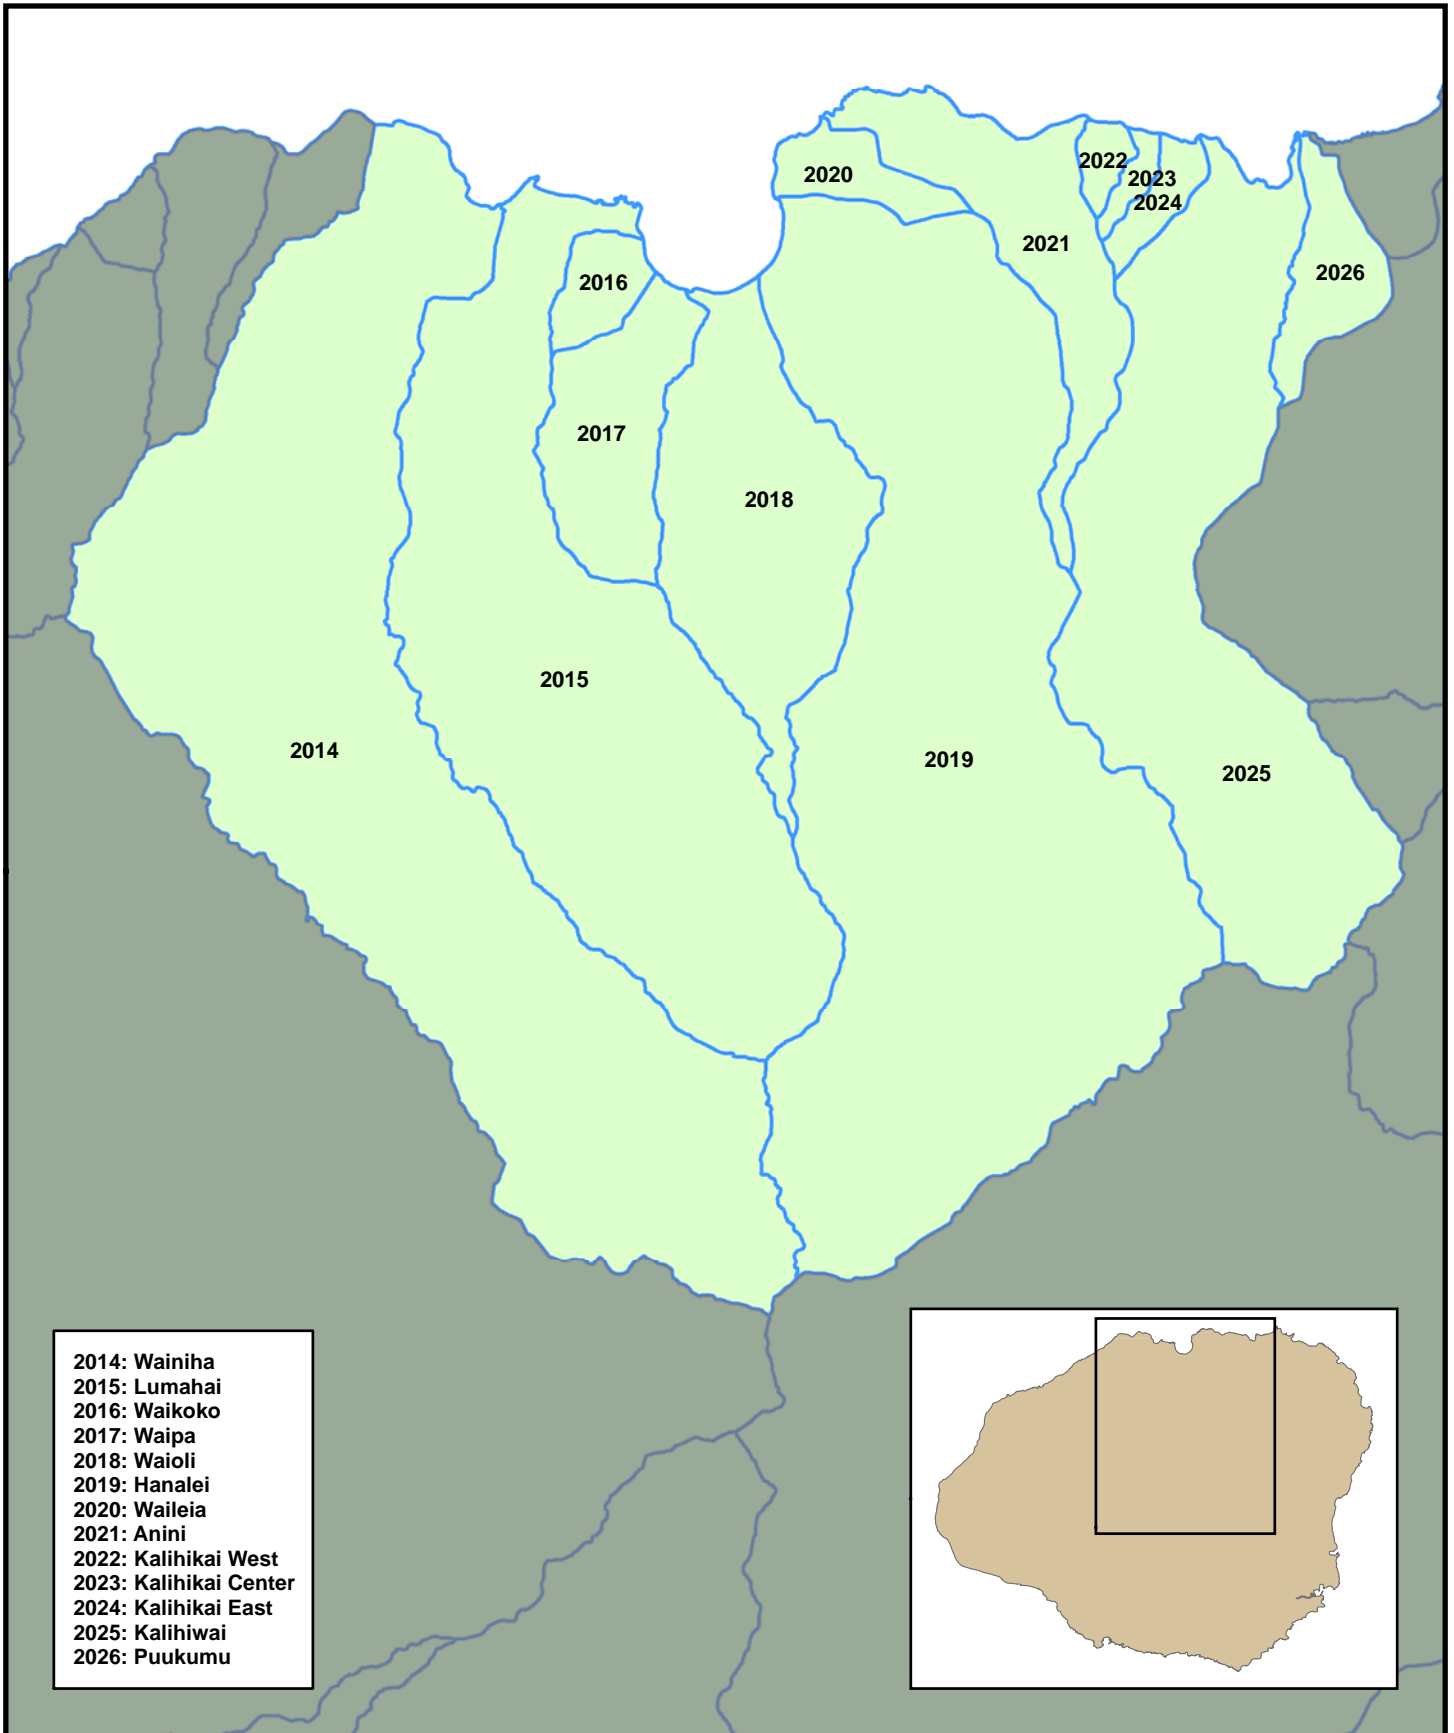 2022
2020
2023
2024
2021
2026
2016
2017
2018
2015
2014
2019
2025
2014: Wainiha
2015: Lumahai
2016: Waikoko
2017: Waipa
2018: Waioli
2019: Hanalei
2020: Waileia
2021: Anini
2022: Kalihikai West
2023: Kalihikai Center
2024: Kalihikai East
2025: Kalihiwai
2026: Puukumu